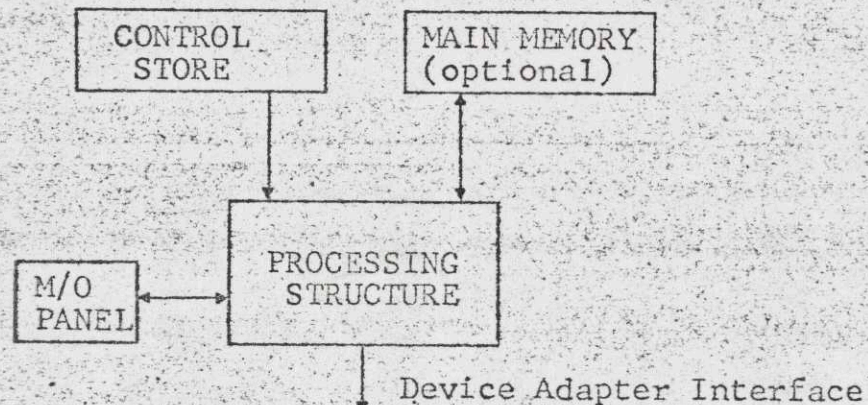 CONTROL
STORE
MAIN MEMORY
(optional)
PROCESSING
STRUCTURE
M/O
PANEL
Device Adapter Interface